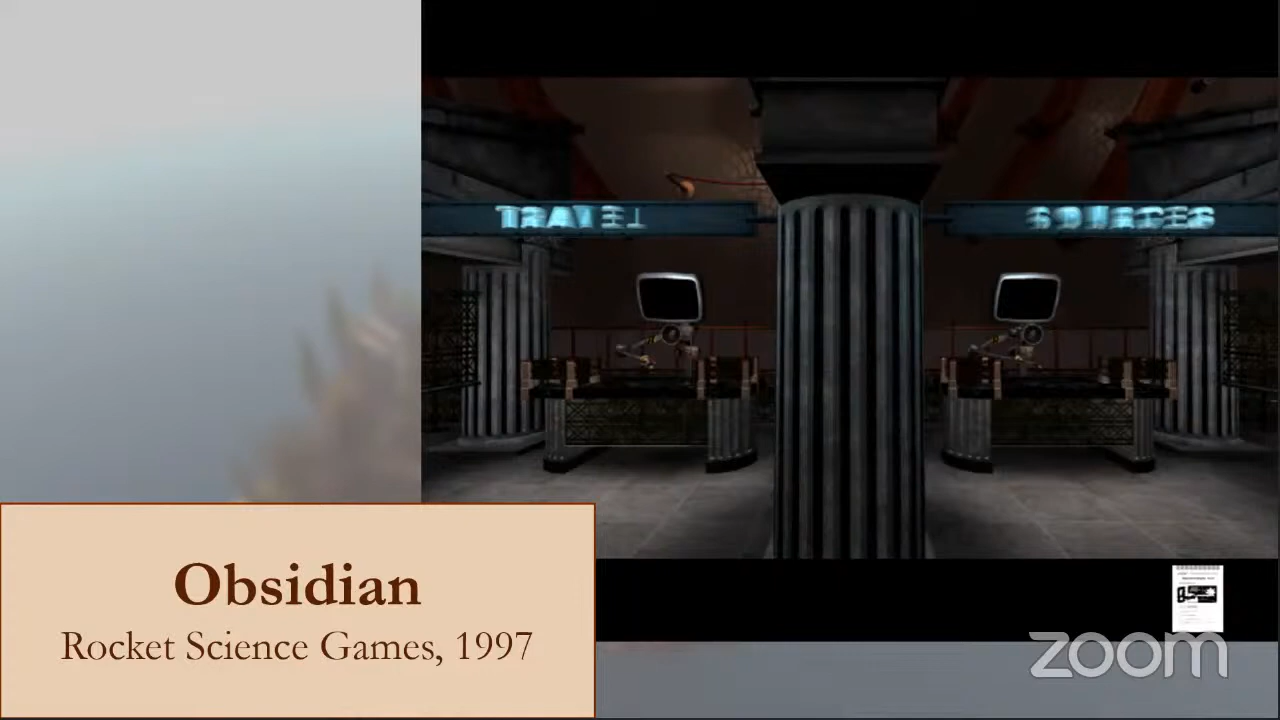 TRAVEL
SOURCES
Obsidian
Rocket Science Games, 1997
zoom